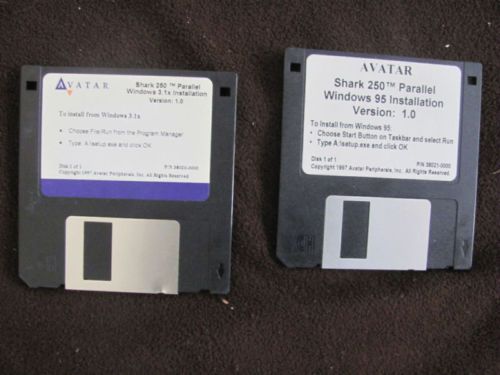 AVATAR
Shark 250™ Parallel
Windows 3.1x Installation
Version: 1.0
To install from Windows 3.1x
• Choose File/Run from the Program Manager
• Type A:\setup.exe and click OK
Disk 1 of 1
P/N 38020-0000
Copyright 1997 Avatar Peripherals, Inc. All Rights Reserved.
AVATAR
Shark 250™ Parallel
Windows 95 Installation
Version: 1.0
To Install from Windows 95:
• Choose Start Button on Taskbar and select Run
• Type A:\setup.exe and click OK
Disk 1 of 1
P/N 38021-0000
Copyright 1997 Avatar Peripherals, Inc. All Rights Reserved